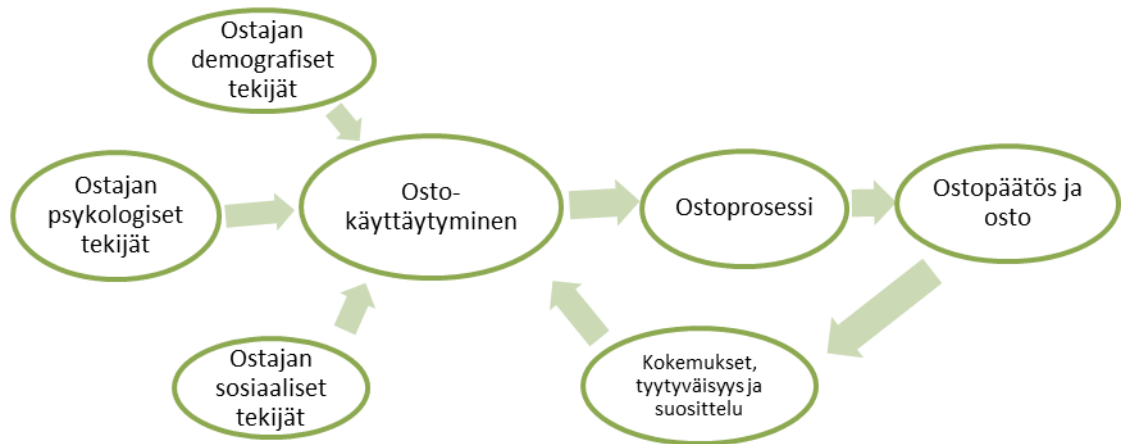 Ostajan
demografiset
tekijät
Ostajan
psykologiset
tekijät
Osto-
käyttäytyminen
Ostoprosessi
Ostopäätös ja
osto
Ostajan
sosiaaliset
tekijät
Kokemukset,
tyytyväisyys ja
suosittelu